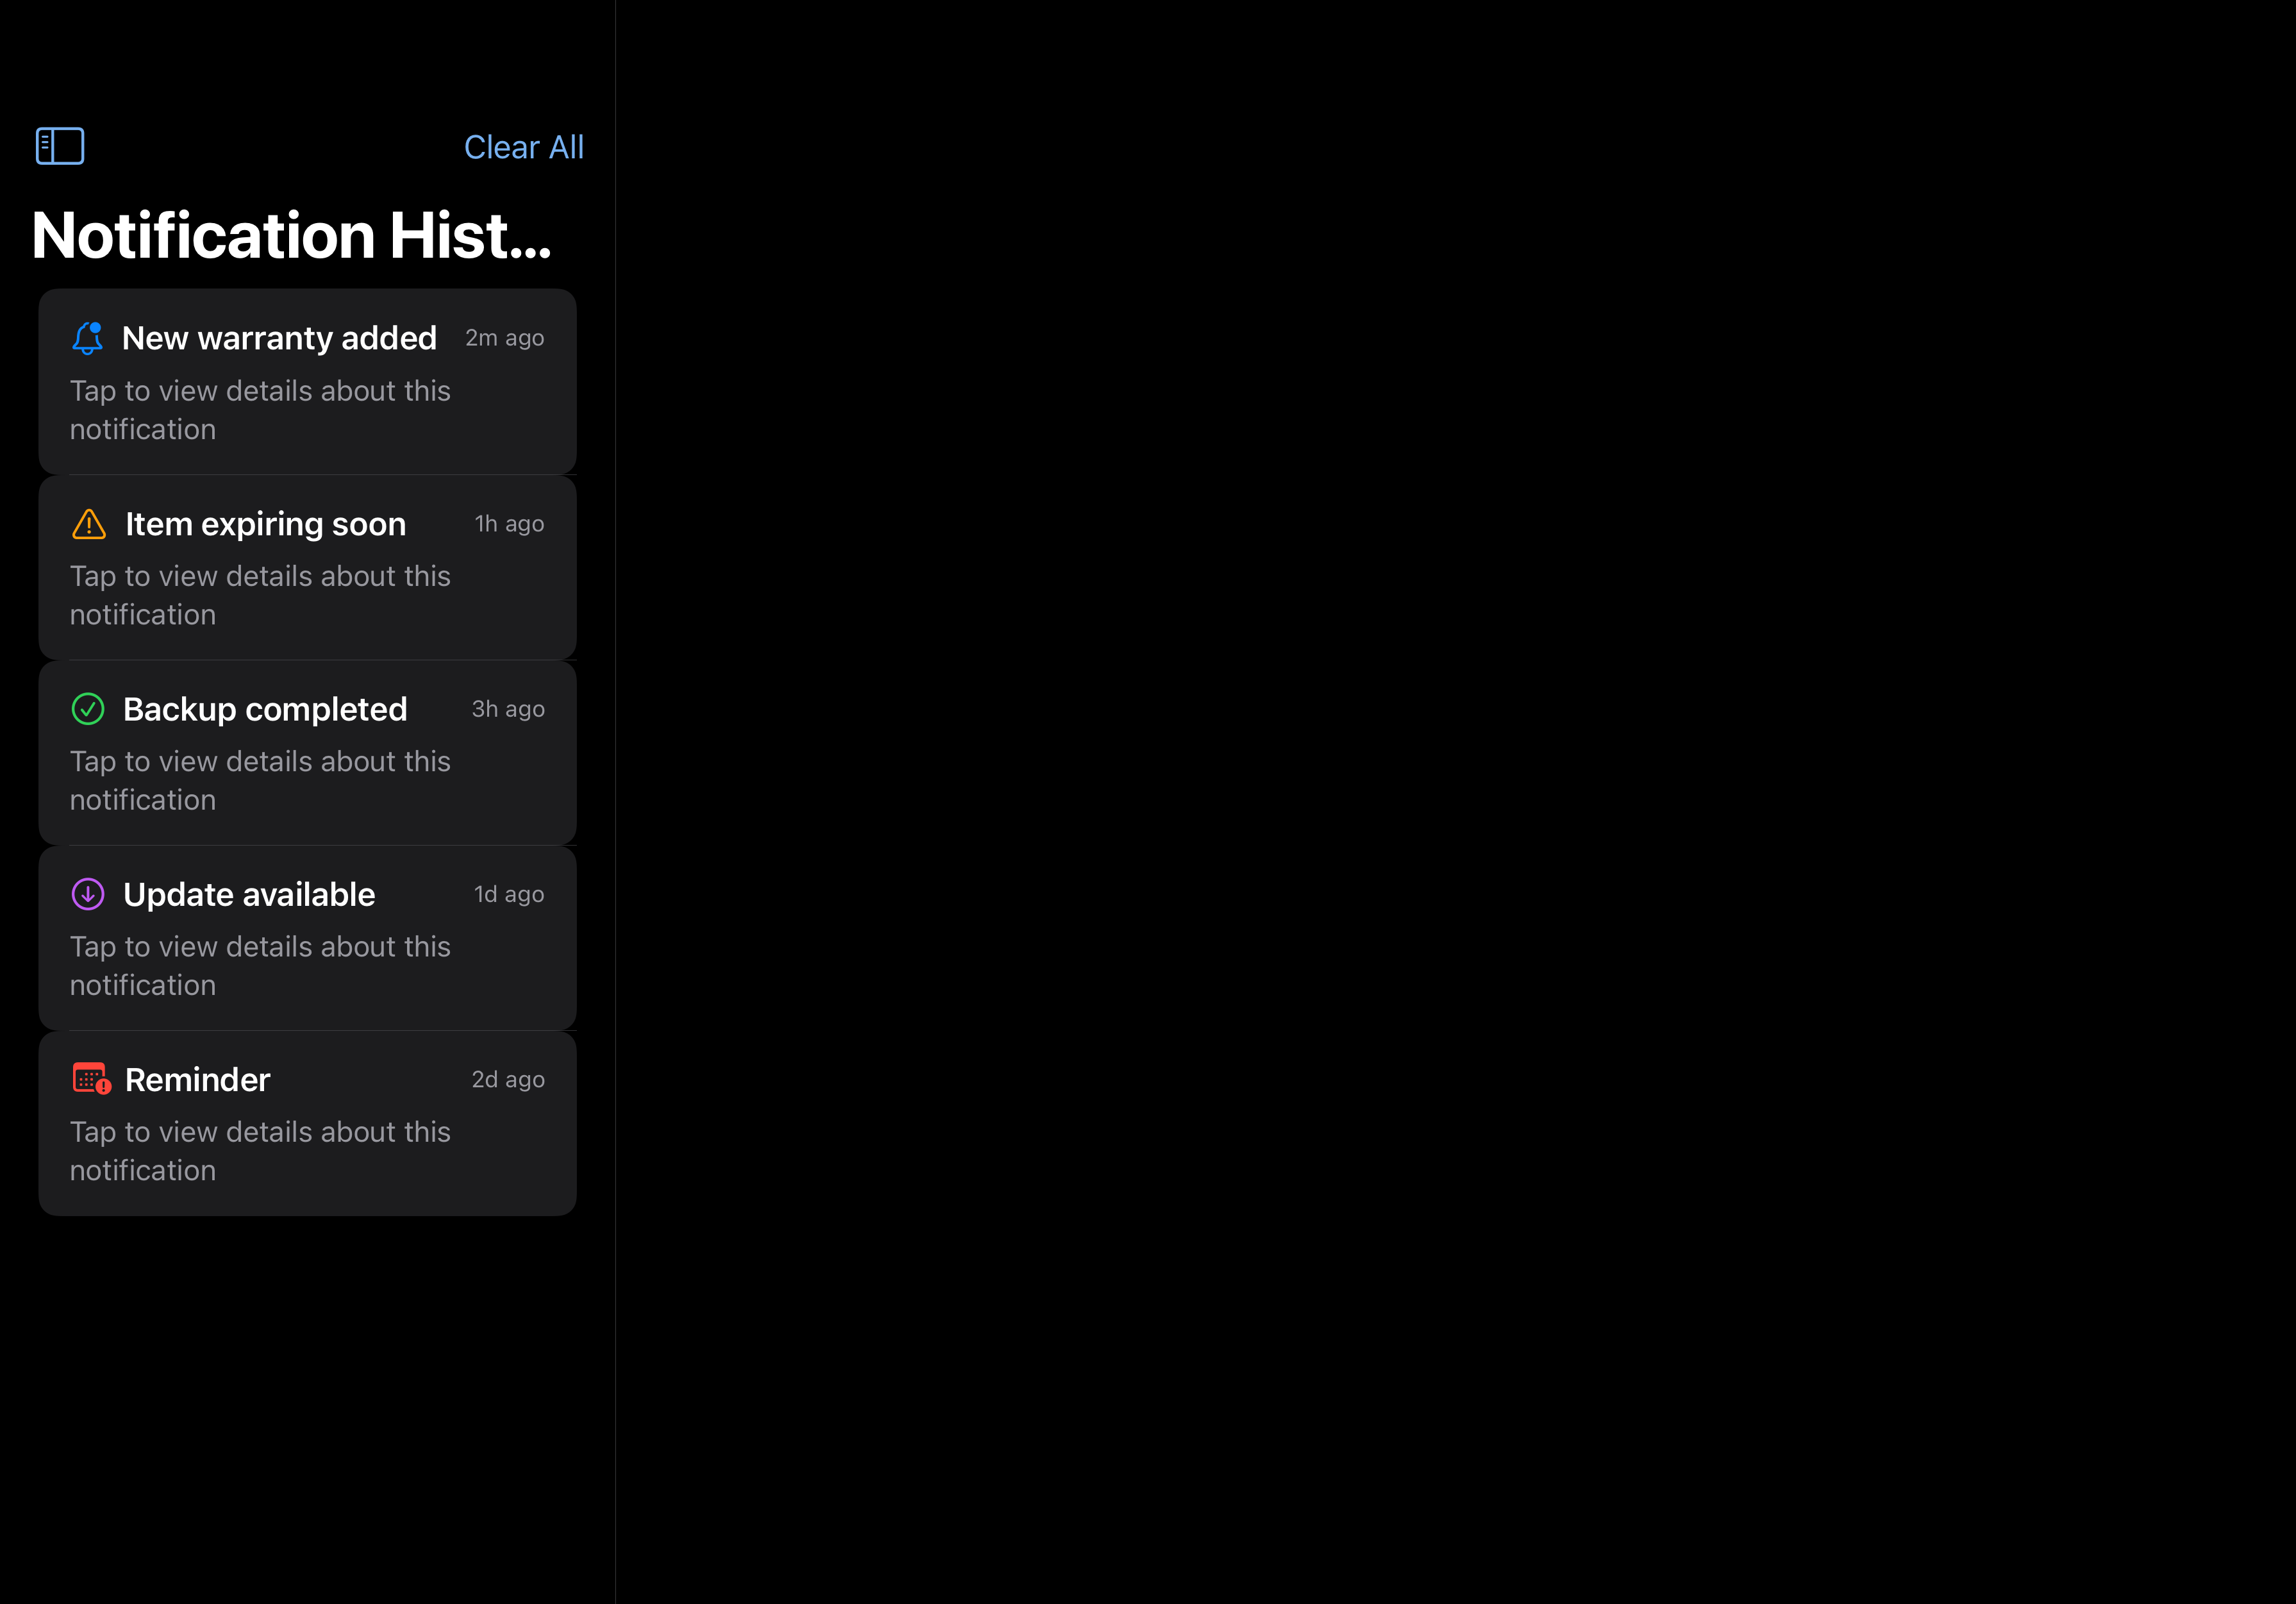 Clear All
Notification Hist...
New warranty added 2m ago
Tap to view details about this
notification
Item expiring soon 1h ago
Tap to view details about this
notification
Backup completed 3h ago
Tap to view details about this
notification
Update available 1d ago
Tap to view details about this
notification
Reminder 2d ago
Tap to view details about this
notification